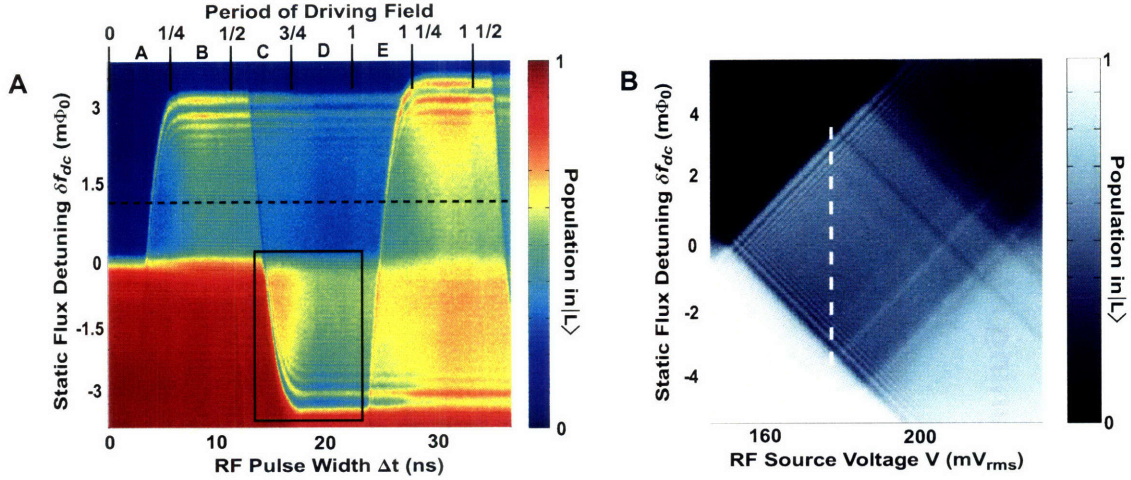 Period of Driving Field
0 1/4 1/2 3/4 1 1 1/4 1 1/2
A B C D E
A
Static Flux Detuning δf_dc (mΦ₀)
3
1.5
0
-1.5
-3
0 10 20 30
RF Pulse Width Δt (ns)
1
Population in|L⟩
0
B
Static Flux Detuning δf_dc (mΦ₀)
4
2
0
-2
-4
160 200
RF Source Voltage V (mV_rms)
1
Population in|L⟩
0